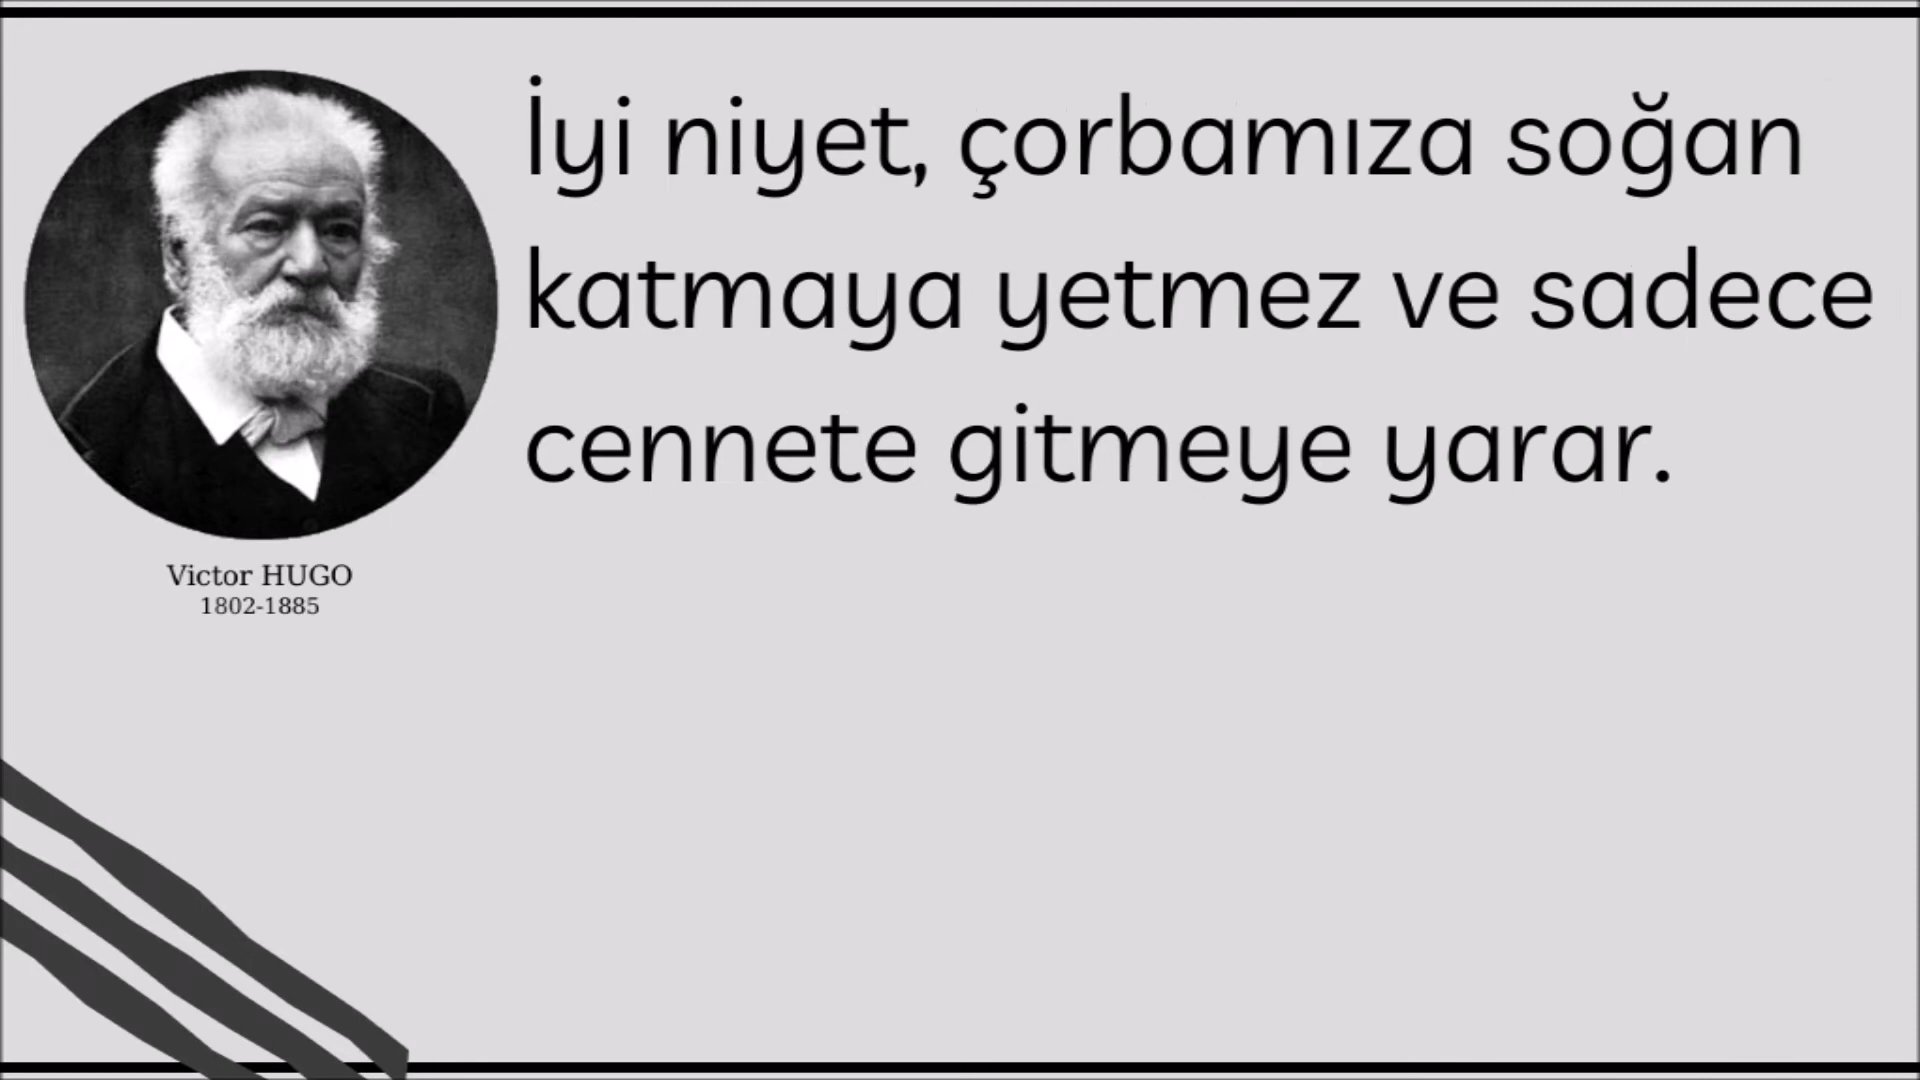 İyi niyet, çorbamıza soğan
katmaya yetmez ve sadece
cennete gitmeye yarar.
Victor HUGO
1802-1885